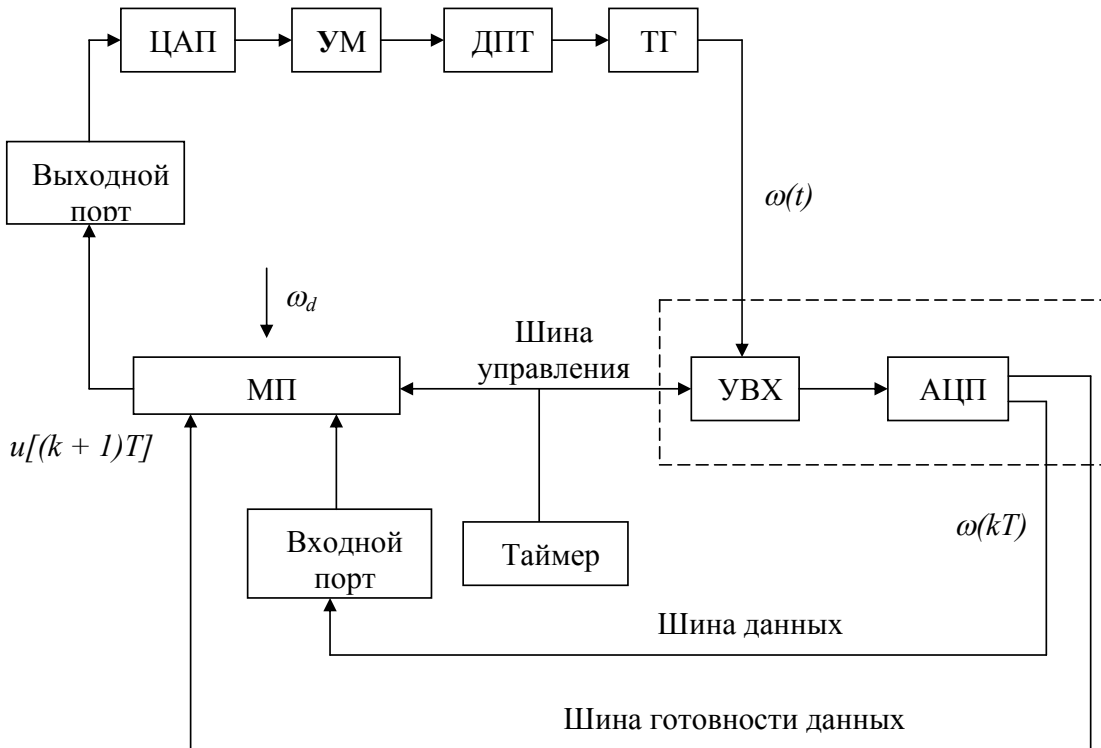 ЦАП
УМ
ДПТ
ТГ
Выходной
порт
ω(t)
ω_d
Шина
управления
МП
УВХ
АЦП
u[(k + 1)T]
ω(kT)
Входной
порт
Таймер
Шина данных
Шина готовности данных